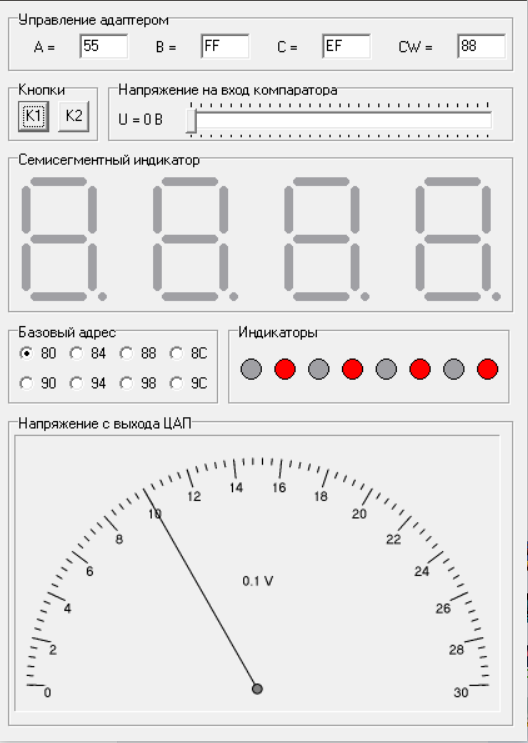 Управление адаптером
A = 55 B = FF C = EF CW = 88
Кнопки
K1 K2
Напряжение на вход компаратора
U = 0 В
Семисегментный индикатор
Базовый адрес
80 84 88 8C
90 94 98 9C
Индикаторы
Напряжение с выхода ЦАП
0 2 4 6 8 10 12 14 16 18 20 22 24 26 28 30
0.1 V